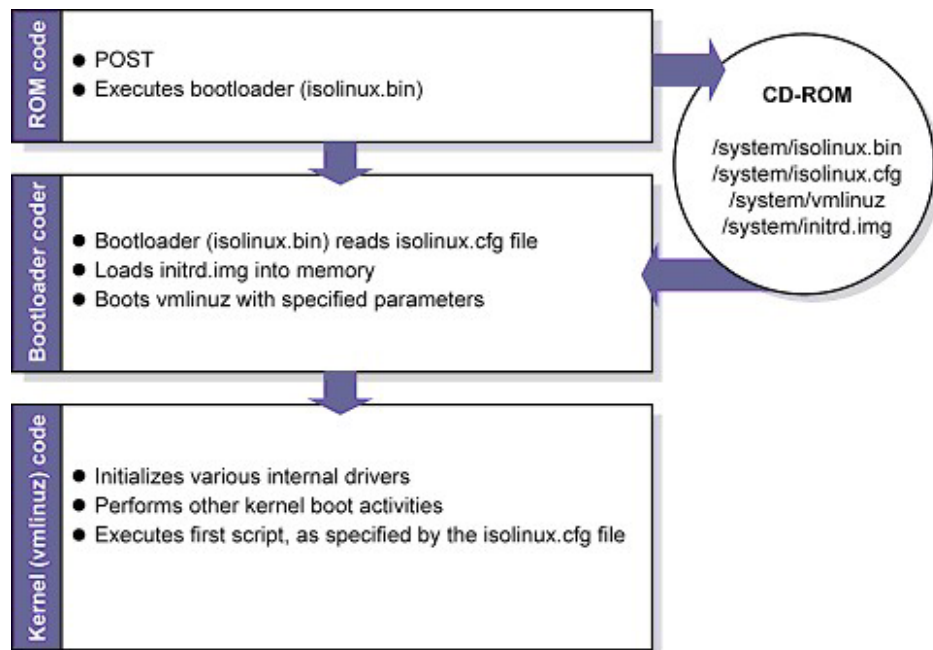 ROM code
● POST
● Executes bootloader (isolinux.bin)
CD-ROM
/system/isolinux.bin
/system/isolinux.cfg
/system/vmlinuz
/system/initrd.img
Bootloader coder
● Bootloader (isolinux.bin) reads isolinux.cfg file
● Loads initrd.img into memory
● Boots vmlinuz with specified parameters
Kernel (vmlinuz) code
● Initializes various internal drivers
● Performs other kernel boot activities
● Executes first script, as specified by the isolinux.cfg file